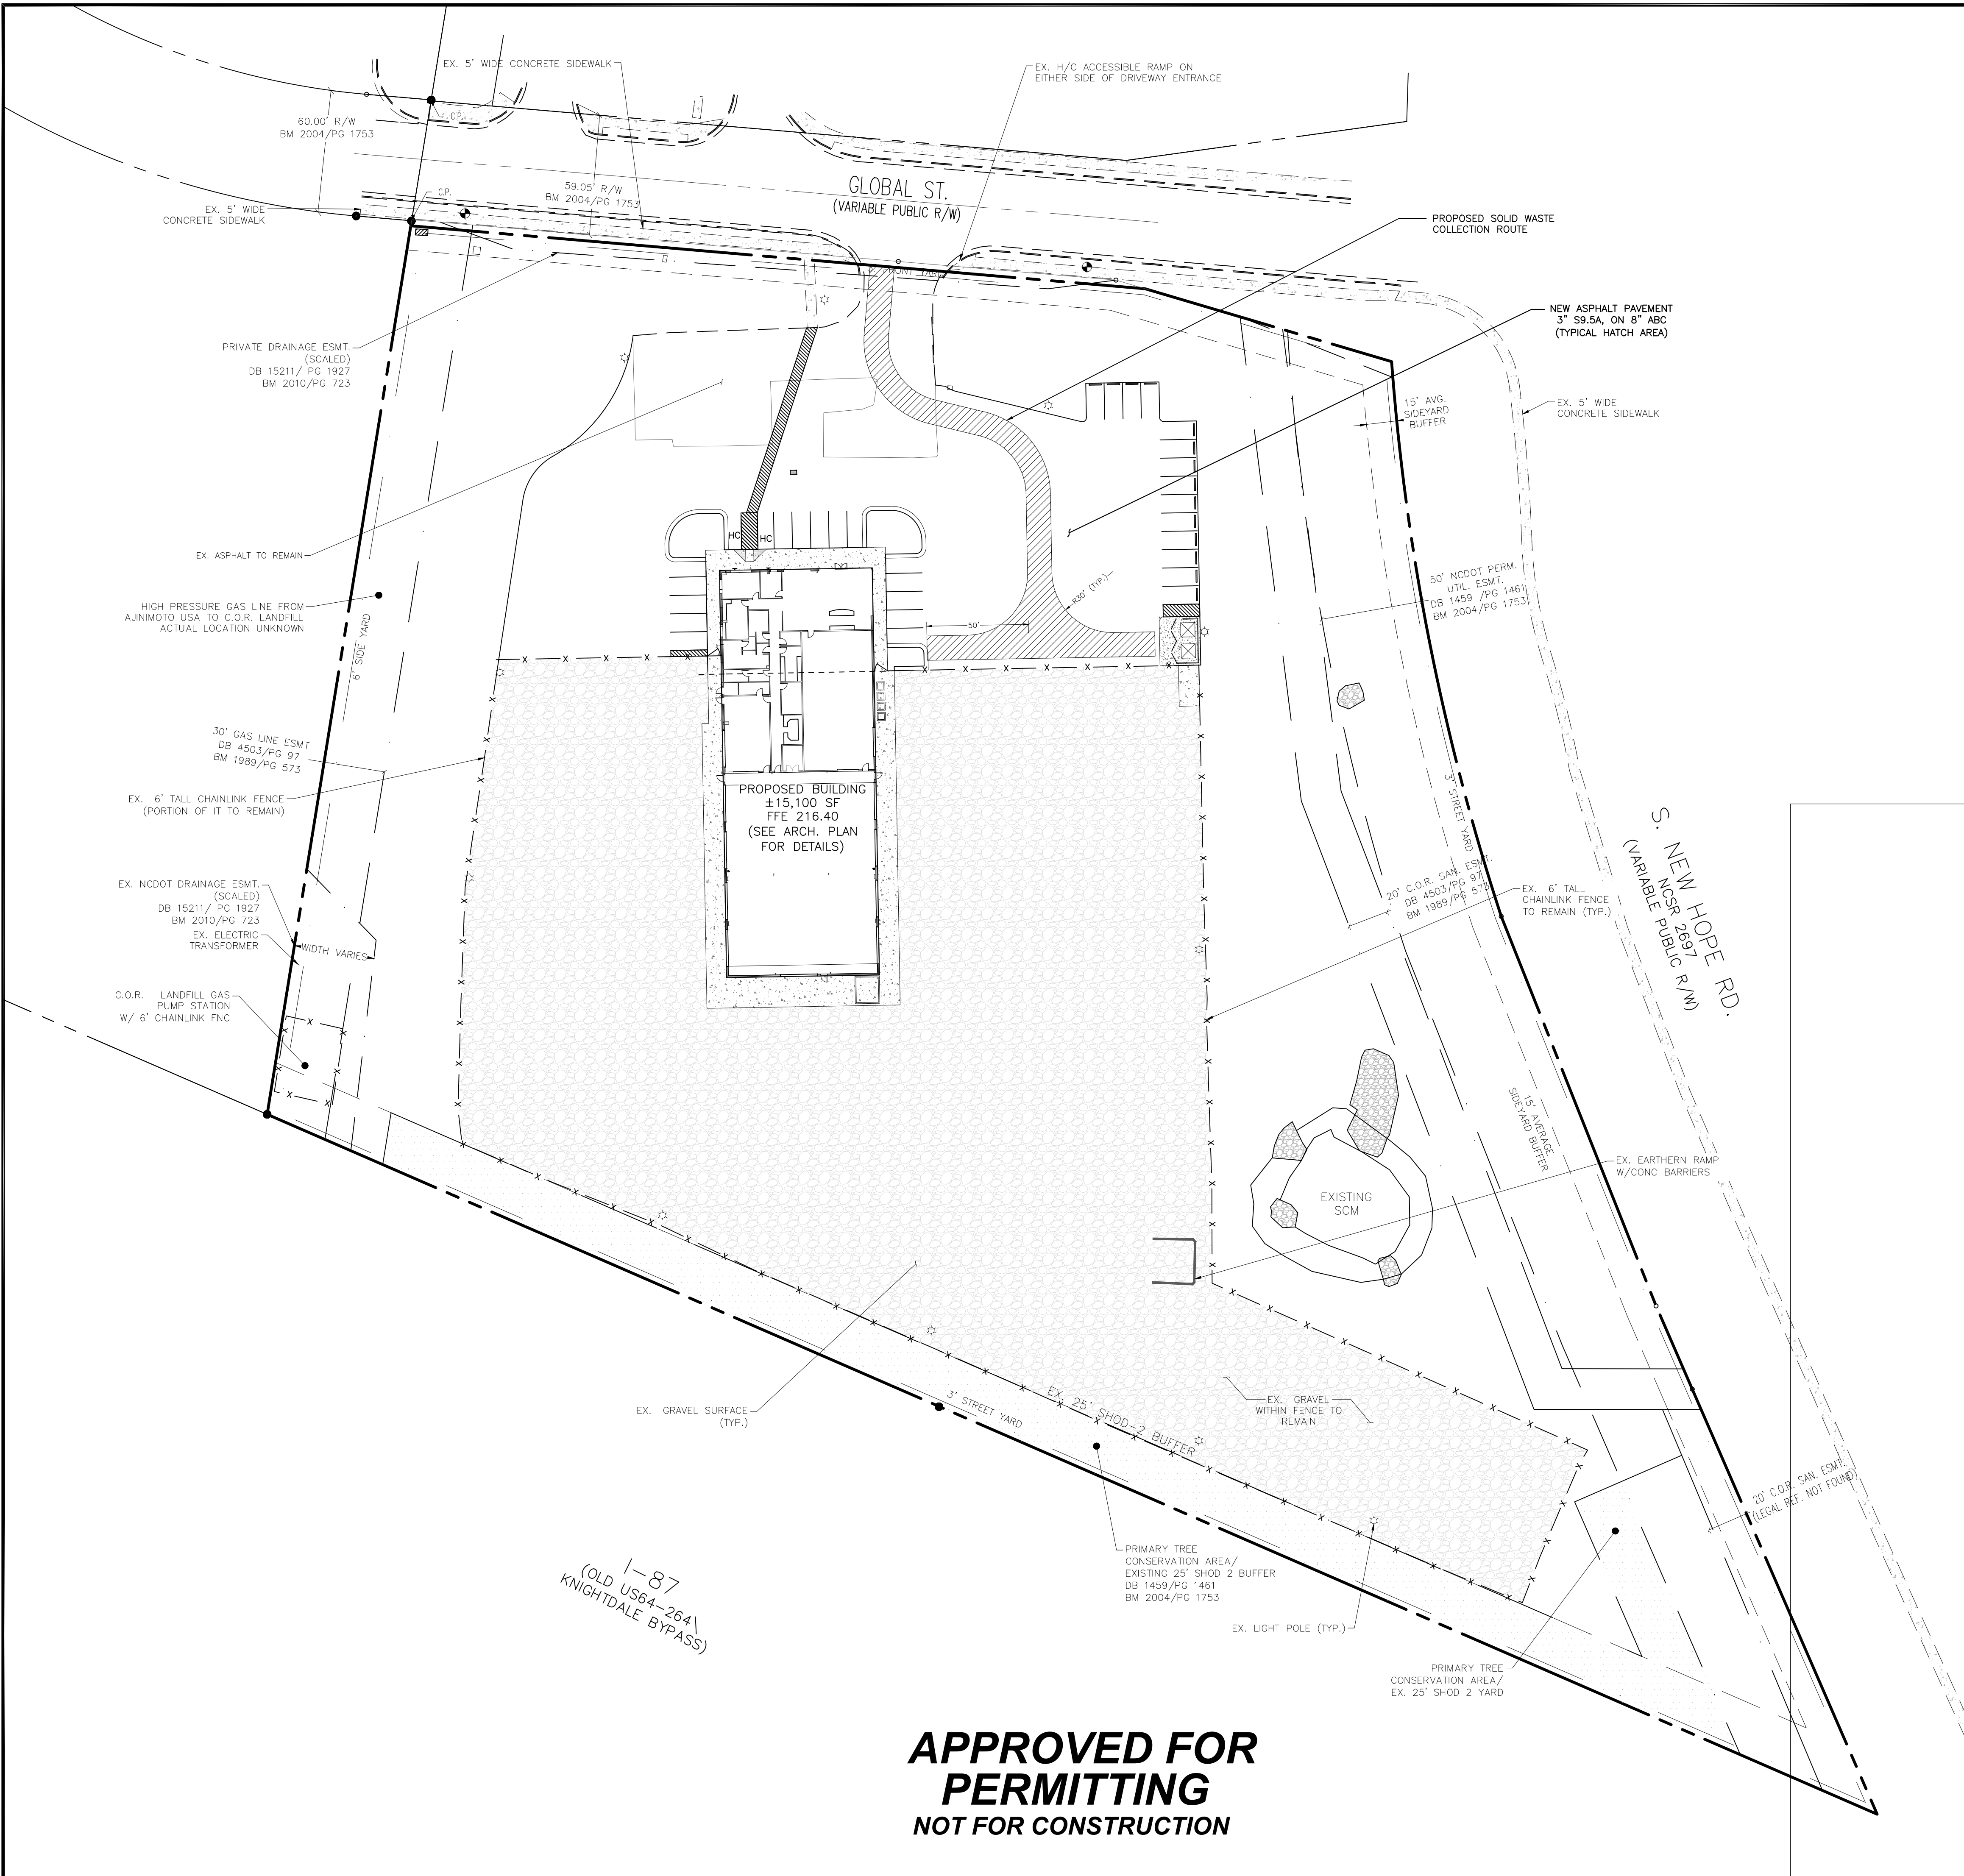 EX. 5' WIDE CONCRETE SIDEWALK
EX. H/C ACCESSIBLE RAMP ON
EITHER SIDE OF DRIVEWAY ENTRANCE
60.00' R/W
BM 2004/PG 1753
C.P.
C.P.
59.05' R/W
BM 2004/PG 1753
GLOBAL ST.
(VARIABLE PUBLIC R/W)
EX. 5' WIDE
CONCRETE SIDEWALK
PROPOSED SOLID WASTE
COLLECTION ROUTE
FRONT YARD
NEW ASPHALT PAVEMENT
3" S9.5A, ON 8" ABC
(TYPICAL HATCH AREA)
PRIVATE DRAINAGE ESMT.
(SCALED)
DB 15211/ PG 1927
BM 2010/PG 723
15' AVG.
SIDEYARD
BUFFER
EX. 5' WIDE
CONCRETE SIDEWALK
EX. ASPHALT TO REMAIN
HC
HC
50' NCDOT PERM.
UTIL. ESMT.
DB 1459 /PG 1461
BM 2004/PG 1753
R30' (TYP.)
50'
HIGH PRESSURE GAS LINE FROM
AJINIMOTO USA TO C.O.R. LANDFILL
ACTUAL LOCATION UNKNOWN
6' SIDE YARD
30' GAS LINE ESMT
DB 4503/PG 97
BM 1989/PG 573
EX. 6' TALL CHAINLINK FENCE
(PORTION OF IT TO REMAIN)
PROPOSED BUILDING
±15,100 SF
FFE 216.40
(SEE ARCH. PLAN
FOR DETAILS)
3' STREET YARD
S. NEW HOPE RD.
NCSR 2697
(VARIABLE PUBLIC R/W)
EX. NCDOT DRAINAGE ESMT.
(SCALED)
DB 15211/ PG 1927
BM 2010/PG 723
20' C.O.R. SAN. ESMT.
DB 4503/PG 97
BM 1989/PG 573
EX. 6' TALL
CHAINLINK FENCE
TO REMAIN (TYP.)
EX. ELECTRIC
TRANSFORMER
WIDTH VARIES
C.O.R. LANDFILL GAS
PUMP STATION
W/ 6' CHAINLINK FNC
15' AVERAGE
SIDEYARD BUFFER
EX. EARTHERN RAMP
W/CONC BARRIERS
EXISTING
SCM
EX. GRAVEL SURFACE
(TYP.)
3' STREET YARD
EX. 25' SHOD-2 BUFFER
EX. GRAVEL
WITHIN FENCE TO
REMAIN
20' C.O.R. SAN. ESMT.
(LEGAL REF. NOT FOUND)
PRIMARY TREE
CONSERVATION AREA/
EXISTING 25' SHOD 2 BUFFER
DB 1459/PG 1461
BM 2004/PG 1753
I-87
(OLD US64-264\
KNIGHTDALE BYPASS)
EX. LIGHT POLE (TYP.)
PRIMARY TREE
CONSERVATION AREA/
EX. 25' SHOD 2 YARD
APPROVED FOR
PERMITTING
NOT FOR CONSTRUCTION